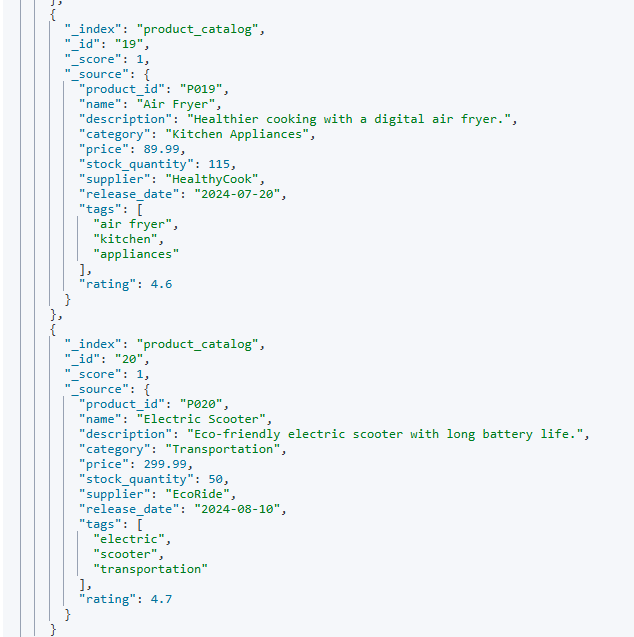 },
{
"_index": "product_catalog",
"_id": "19",
"_score": 1,
"_source": {
"product_id": "P019",
"name": "Air Fryer",
"description": "Healthier cooking with a digital air fryer.",
"category": "Kitchen Appliances",
"price": 89.99,
"stock_quantity": 115,
"supplier": "HealthyCook",
"release_date": "2024-07-20",
"tags": [
"air fryer",
"kitchen",
"appliances"
],
"rating": 4.6
}
},
{
"_index": "product_catalog",
"_id": "20",
"_score": 1,
"_source": {
"product_id": "P020",
"name": "Electric Scooter",
"description": "Eco-friendly electric scooter with long battery life.",
"category": "Transportation",
"price": 299.99,
"stock_quantity": 50,
"supplier": "EcoRide",
"release_date": "2024-08-10",
"tags": [
"electric",
"scooter",
"transportation"
],
"rating": 4.7
}
}